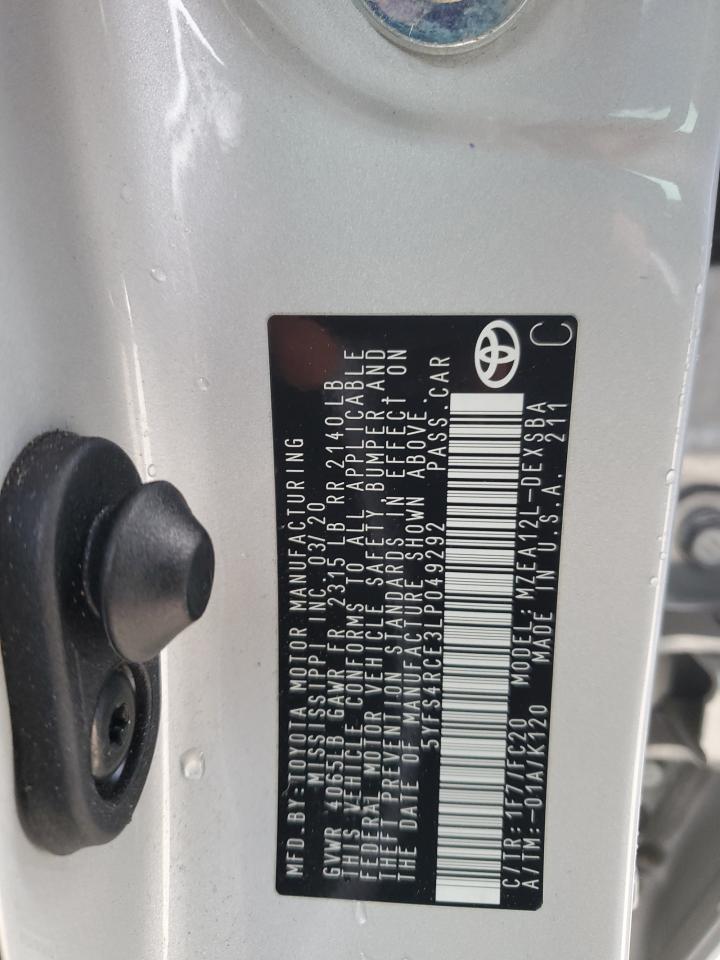 MFD.BY:TOYOTA MOTOR MANUFACTURING
MISSISSIPPI INC. 03/20
GVWR 4065LB GAWR FR 2315 LB RR 2140 LB
THIS VEHICLE CONFORMS TO ALL APPLICABLE
FEDERAL MOTOR VEHICLE SAFETY,BUMPER,AND
THEFT PREVENTION STANDARDS IN EFFECT ON
THE DATE OF MANUFACTURE SHOWN ABOVE.
5YFS4RCE3LP049292 PASS.CAR
C/TR:1F7/FC20 MODEL:MZEA12L-DEXSBA
A/TM:-01A/K120 MADE IN U.S.A. 211
C